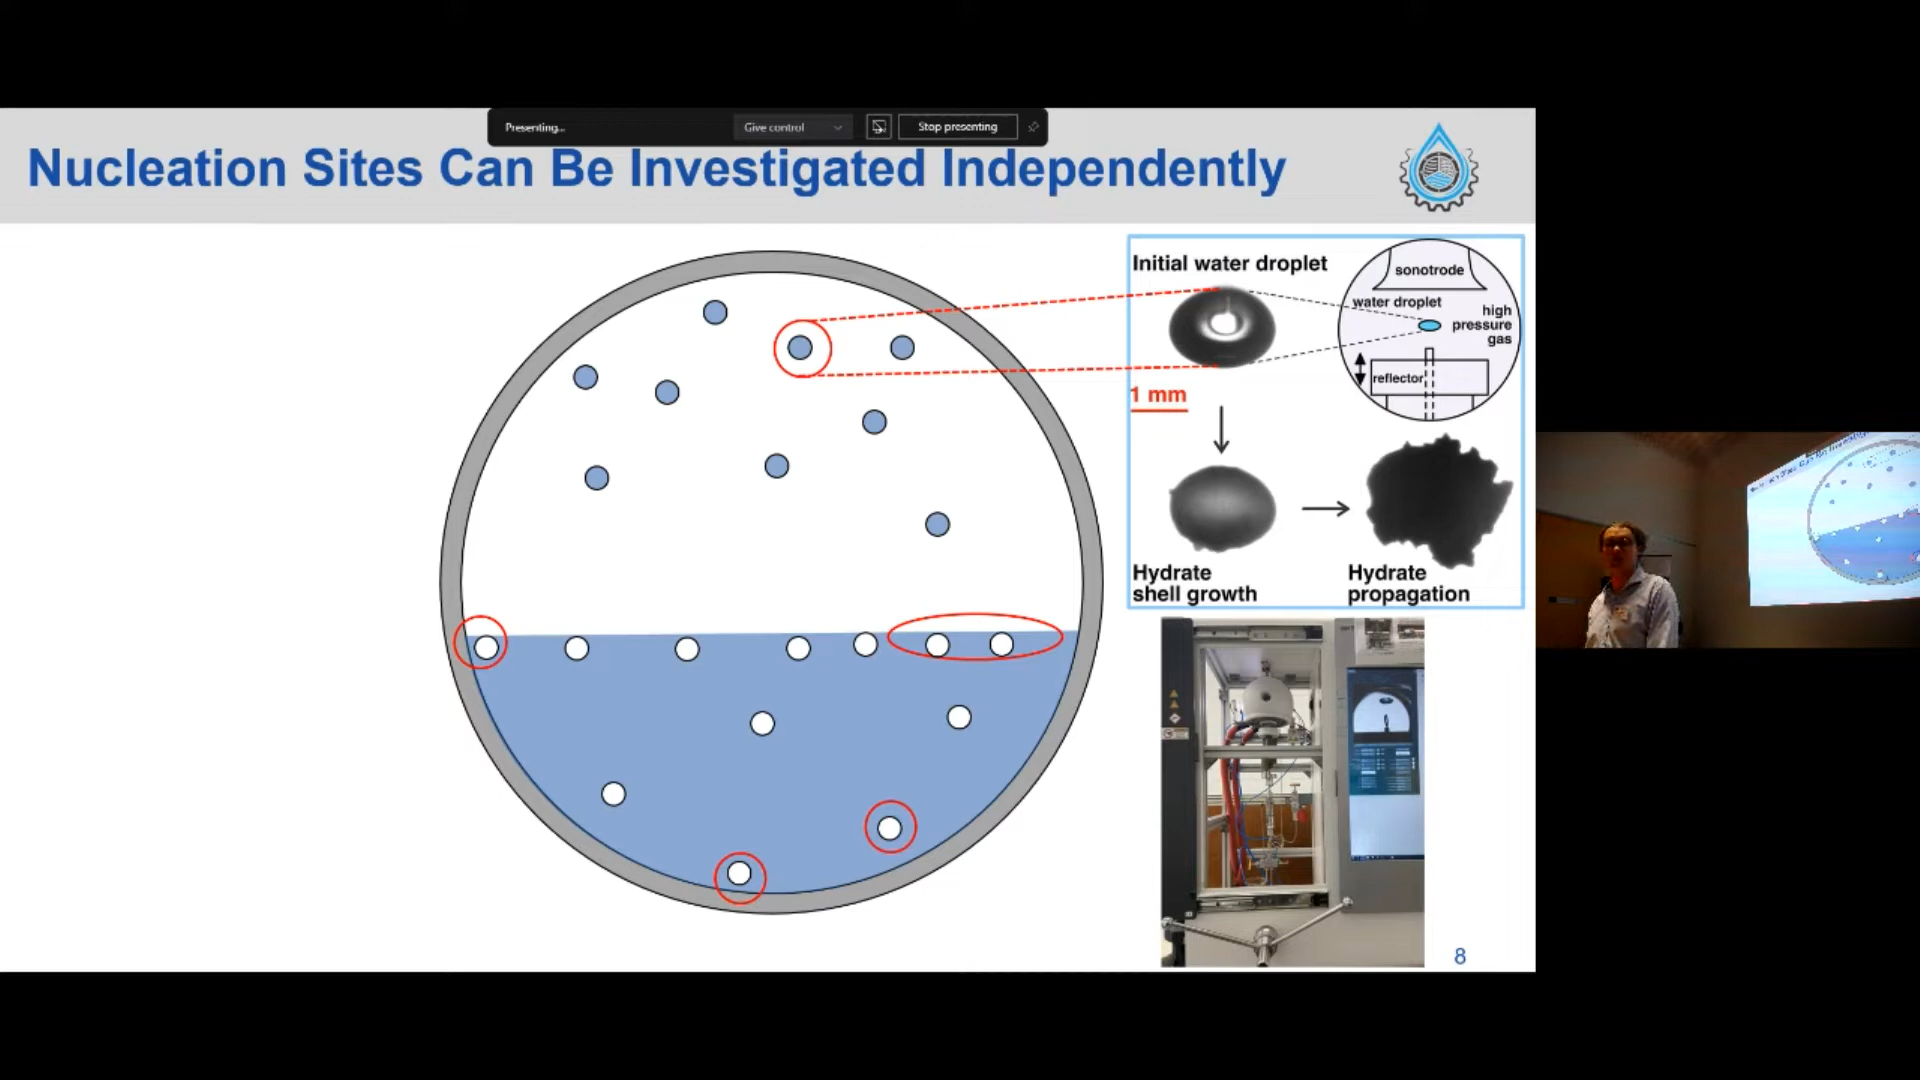 Presenting...
Give control
Stop presenting
Nucleation Sites Can Be Investigated Independently
Initial water droplet
sonotrode
water droplet
high
pressure
gas
reflector
1 mm
Hydrate
shell growth
Hydrate
propagation
8